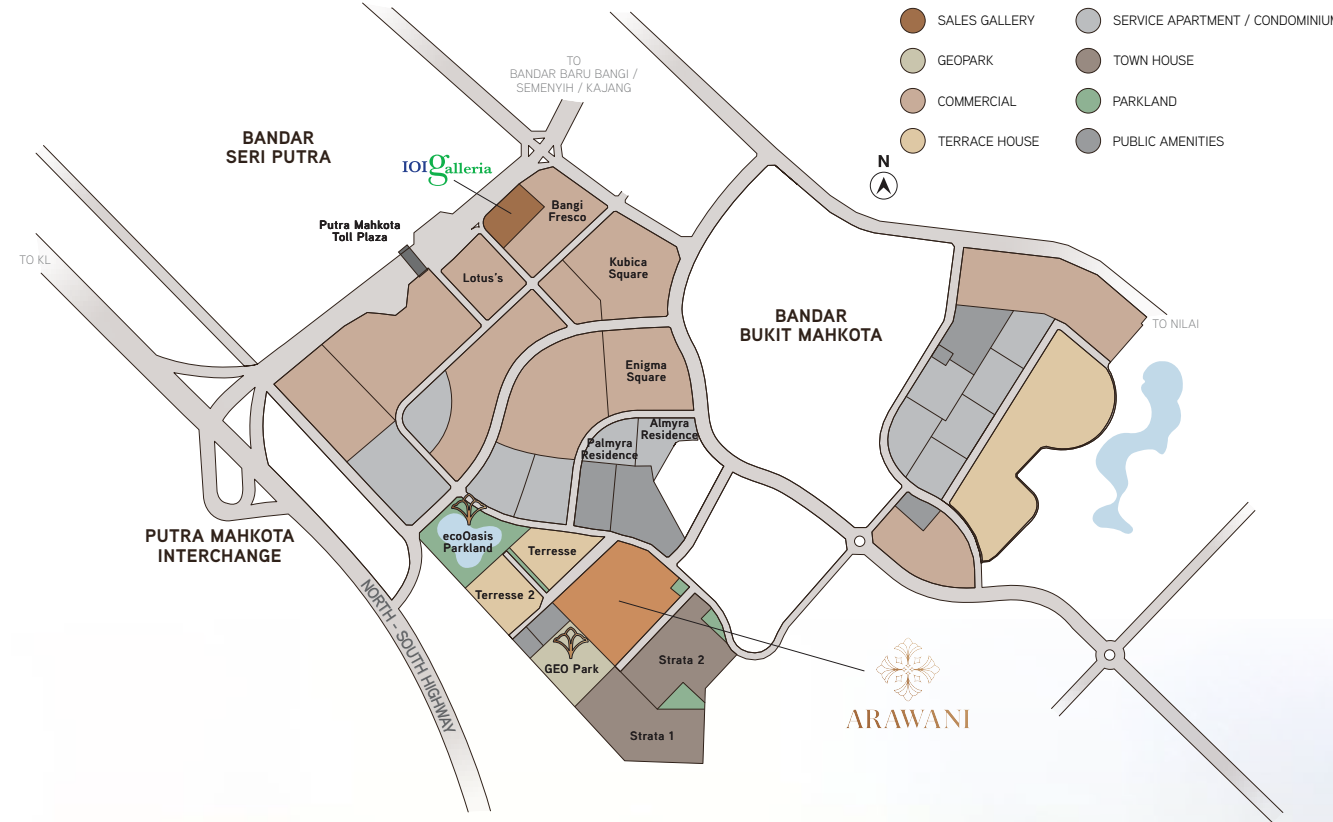 SALES GALLERY
SERVICE APARTMENT / CONDOMINIUM
GEOPARK
TOWN HOUSE
COMMERCIAL
PARKLAND
TERRACE HOUSE
PUBLIC AMENITIES
N
TO
BANDAR BARU BANGI /
SEMENYIH / KAJANG
BANDAR
SERI PUTRA
IOI galleria
Bangi
Fresco
Putra Mahkota
Toll Plaza
TO KL
Lotus's
Kubica
Square
BANDAR
BUKIT MAHKOTA
TO NILAI
Enigma
Square
Almyra
Residence
Palmyra
Residence
PUTRA MAHKOTA
INTERCHANGE
ecoOasis
Parkland
Terresse
Terresse 2
NORTH - SOUTH HIGHWAY
GEO Park
Strata 2
Strata 1
ARAWANI